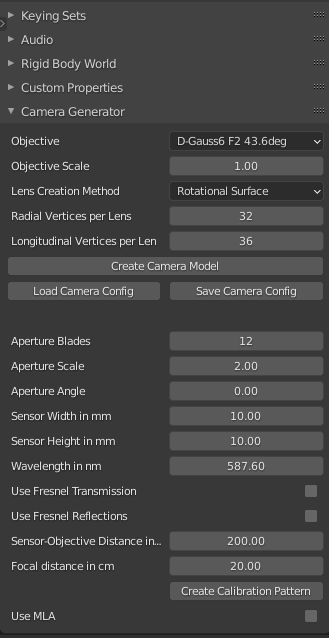 Keying Sets
Audio
Rigid Body World
Custom Properties
Camera Generator
Objective D-Gauss6 F2 43.6deg
Objective Scale 1.00
Lens Creation Method Rotational Surface
Radial Vertices per Lens 32
Longitudinal Vertices per Len 36
Create Camera Model
Load Camera Config Save Camera Config
Aperture Blades 12
Aperture Scale 2.00
Aperture Angle 0.00
Sensor Width in mm 10.00
Sensor Height in mm 10.00
Wavelength in nm 587.60
Use Fresnel Transmission
Use Fresnel Reflections
Sensor-Objective Distance in... 200.00
Focal distance in cm 20.00
Create Calibration Pattern
Use MLA